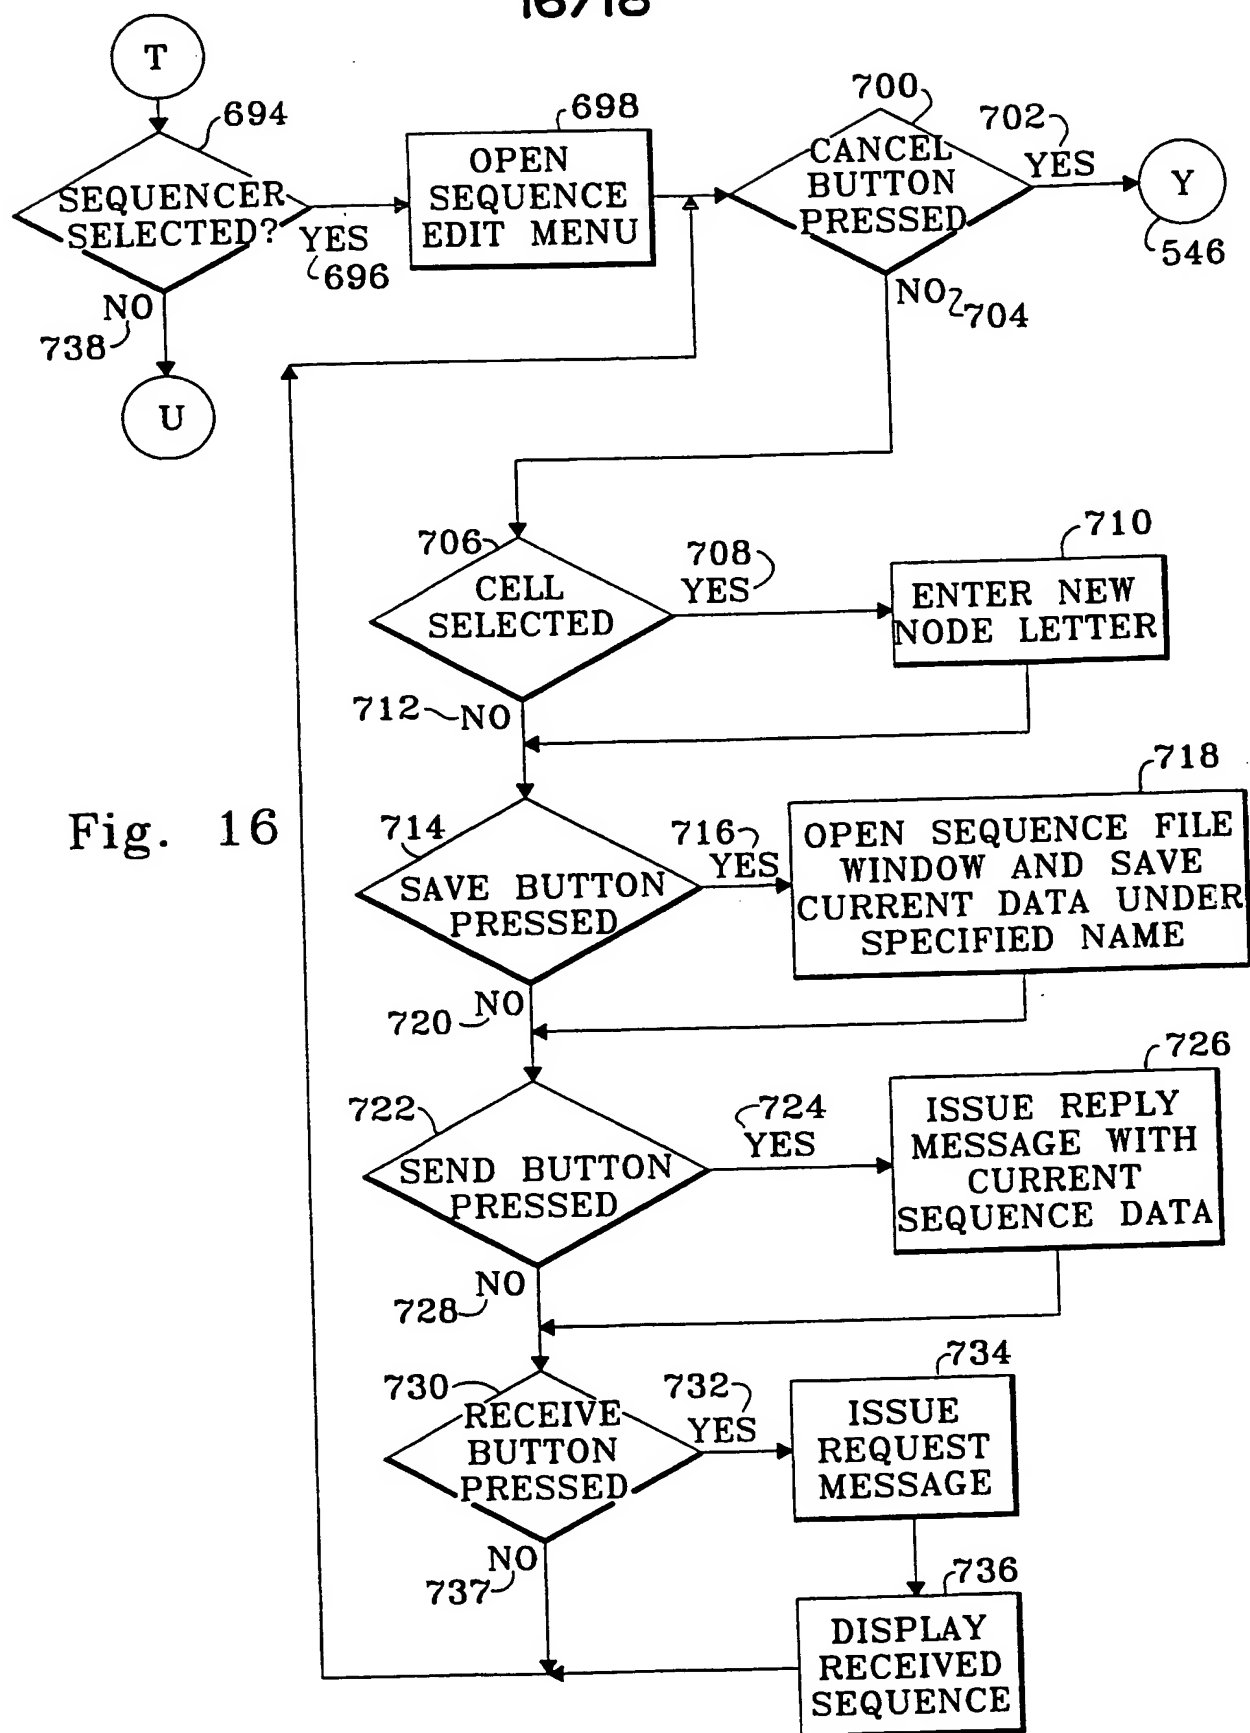 16/18
T
694
SEQUENCER
SELECTED?
YES
696
NO
738
U
698
OPEN
SEQUENCE
EDIT MENU
700
CANCEL
BUTTON
PRESSED
702
YES
Y
546
NO
704
706
CELL
SELECTED
708
YES
710
ENTER NEW
NODE LETTER
712
NO
Fig. 16
714
SAVE BUTTON
PRESSED
716
YES
718
OPEN SEQUENCE FILE
WINDOW AND SAVE
CURRENT DATA UNDER
SPECIFIED NAME
NO
720
722
SEND BUTTON
PRESSED
724
YES
726
ISSUE REPLY
MESSAGE WITH
CURRENT
SEQUENCE DATA
NO
728
730
RECEIVE
BUTTON
PRESSED
732
YES
734
ISSUE
REQUEST
MESSAGE
NO
737
736
DISPLAY
RECEIVED
SEQUENCE